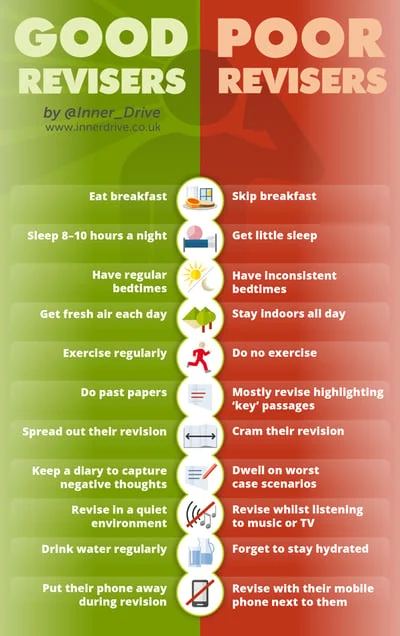 GOOD POOR
REVISERS REVISERS
by @Inner_Drive
www.innerdrive.co.uk
Eat breakfast
Skip breakfast
Sleep 8–10 hours a night
Get little sleep
Have regular
bedtimes
Have inconsistent
bedtimes
Get fresh air each day
Stay indoors all day
Exercise regularly
Do no exercise
Do past papers
Mostly revise highlighting
‘key’ passages
Spread out their revision
Cram their revision
Keep a diary to capture
negative thoughts
Dwell on worst
case scenarios
Revise in a quiet
environment
Revise whilst listening
to music or TV
Drink water regularly
Forget to stay hydrated
Put their phone away
during revision
Revise with their mobile
phone next to them